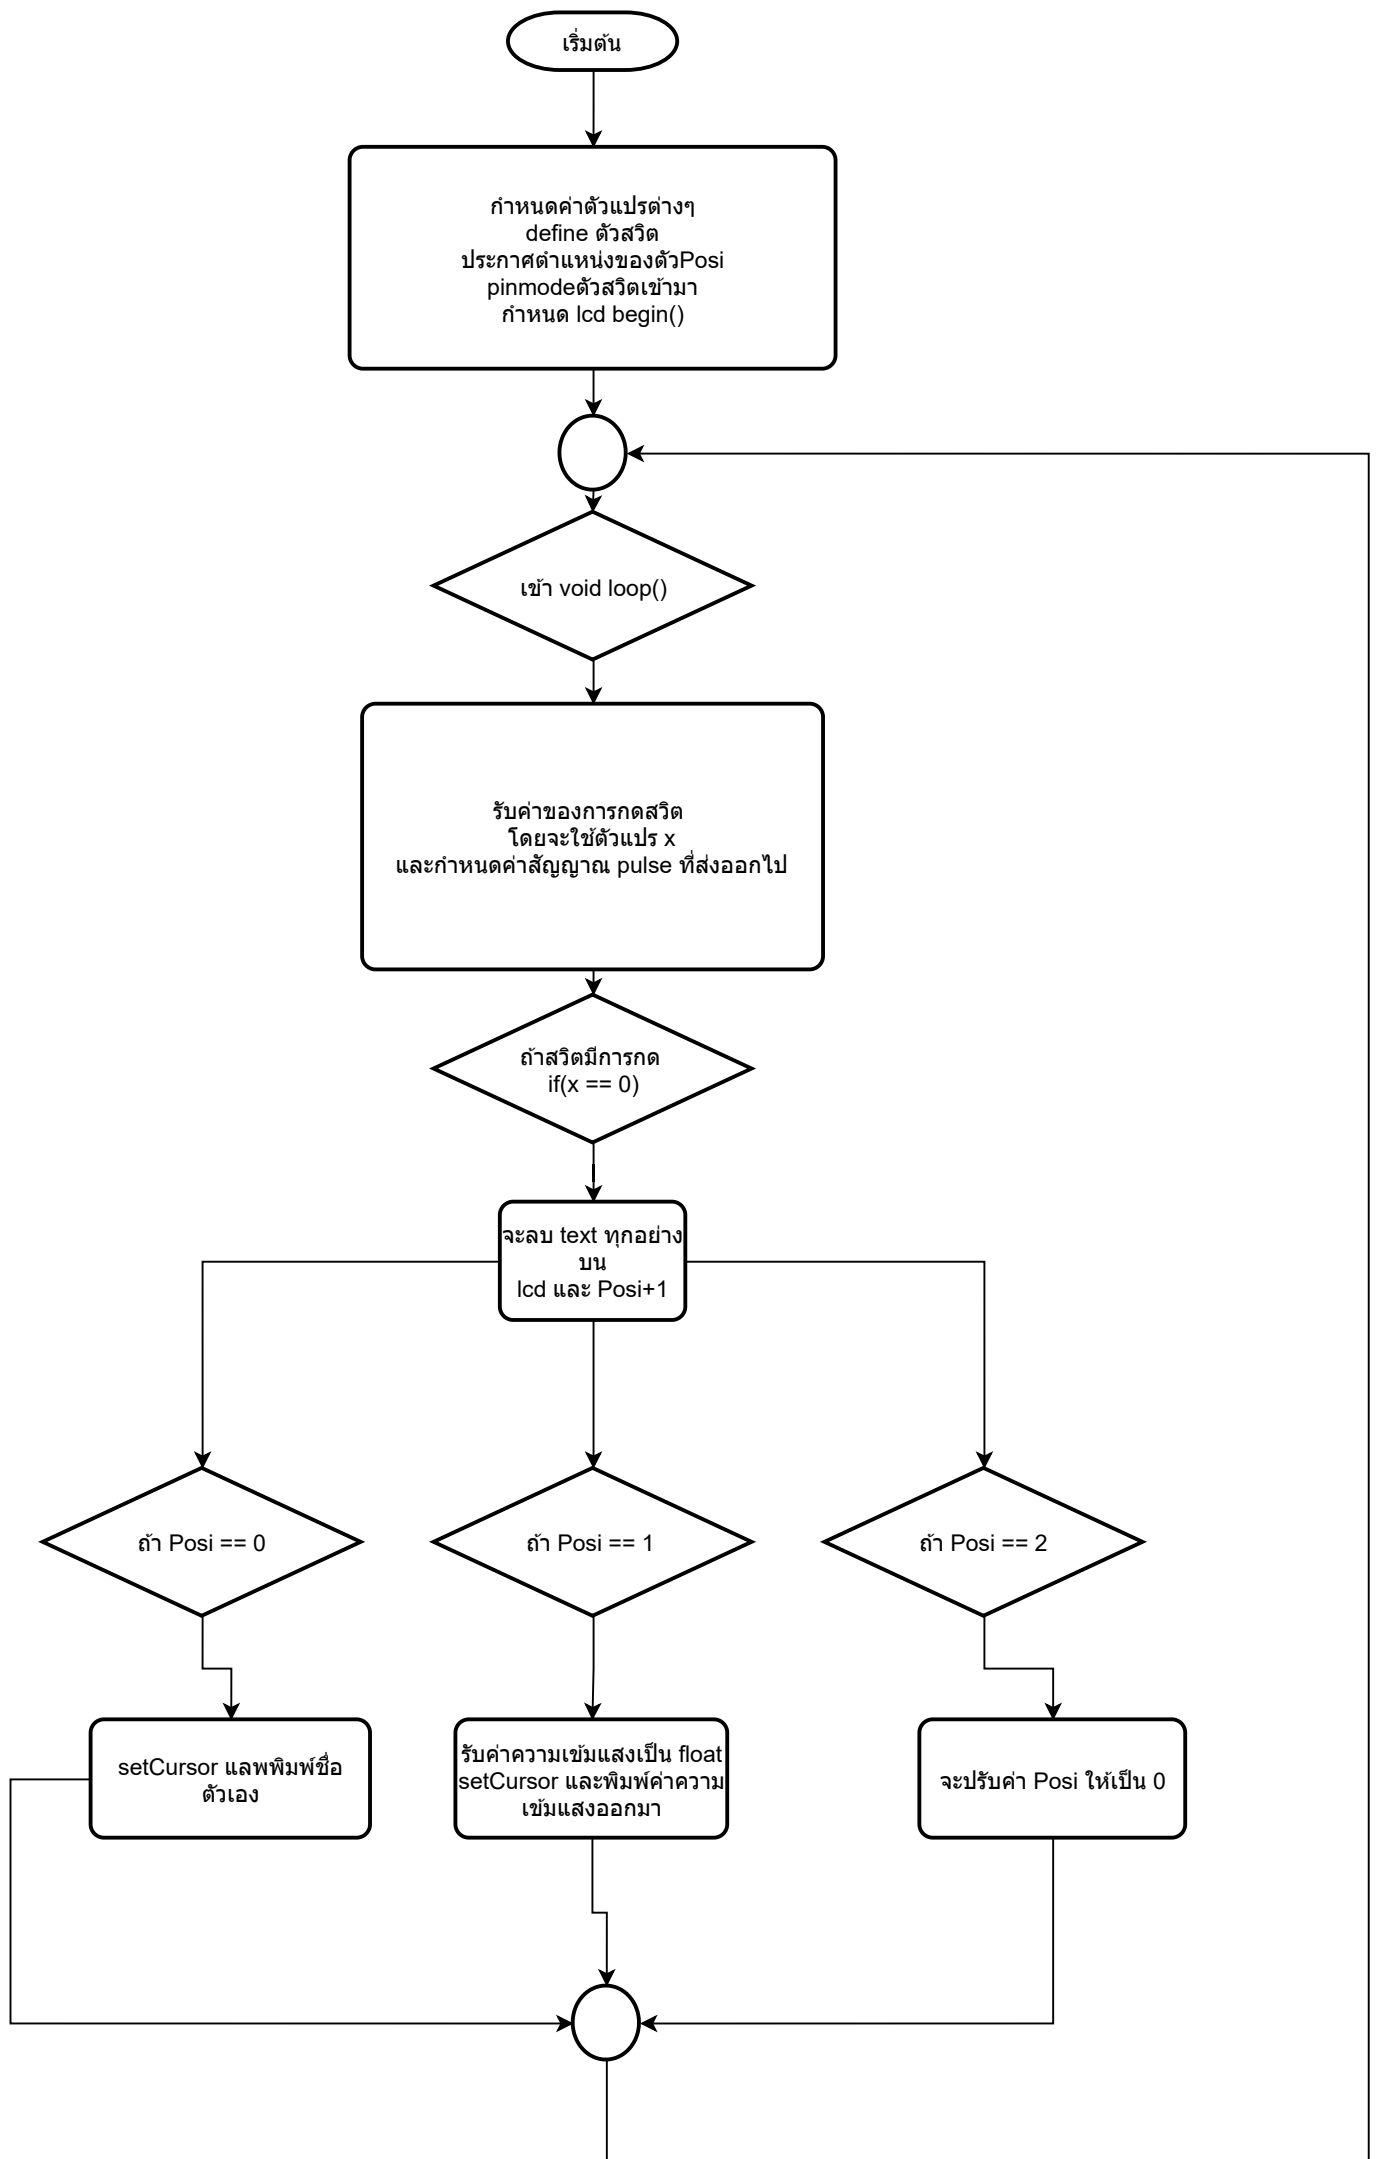 เริ่มต้น
กำหนดค่าตัวแปรต่างๆ
define ตัวสวิต
ประกาศตำแหน่งของตัวPosi
pinmodeตัวสวิตเข้ามา
กำหนด lcd begin()
เข้า void loop()
รับค่าของการกดสวิต
โดยจะใช้ตัวแปร x
และกำหนดค่าสัญญาณ pulse ที่ส่งออกไป
ถ้าสวิตมีการกด
if(x == 0)
จะลบ text ทุกอย่าง
บน
lcd และ Posi+1
ถ้า Posi == 0
ถ้า Posi == 1
ถ้า Posi == 2
setCursor แลพพิมพ์ชื่อ
ตัวเอง
รับค่าความเข้มแสงเป็น float
setCursor และพิมพ์ค่าความ
เข้มแสงออกมา
จะปรับค่า Posi ให้เป็น 0